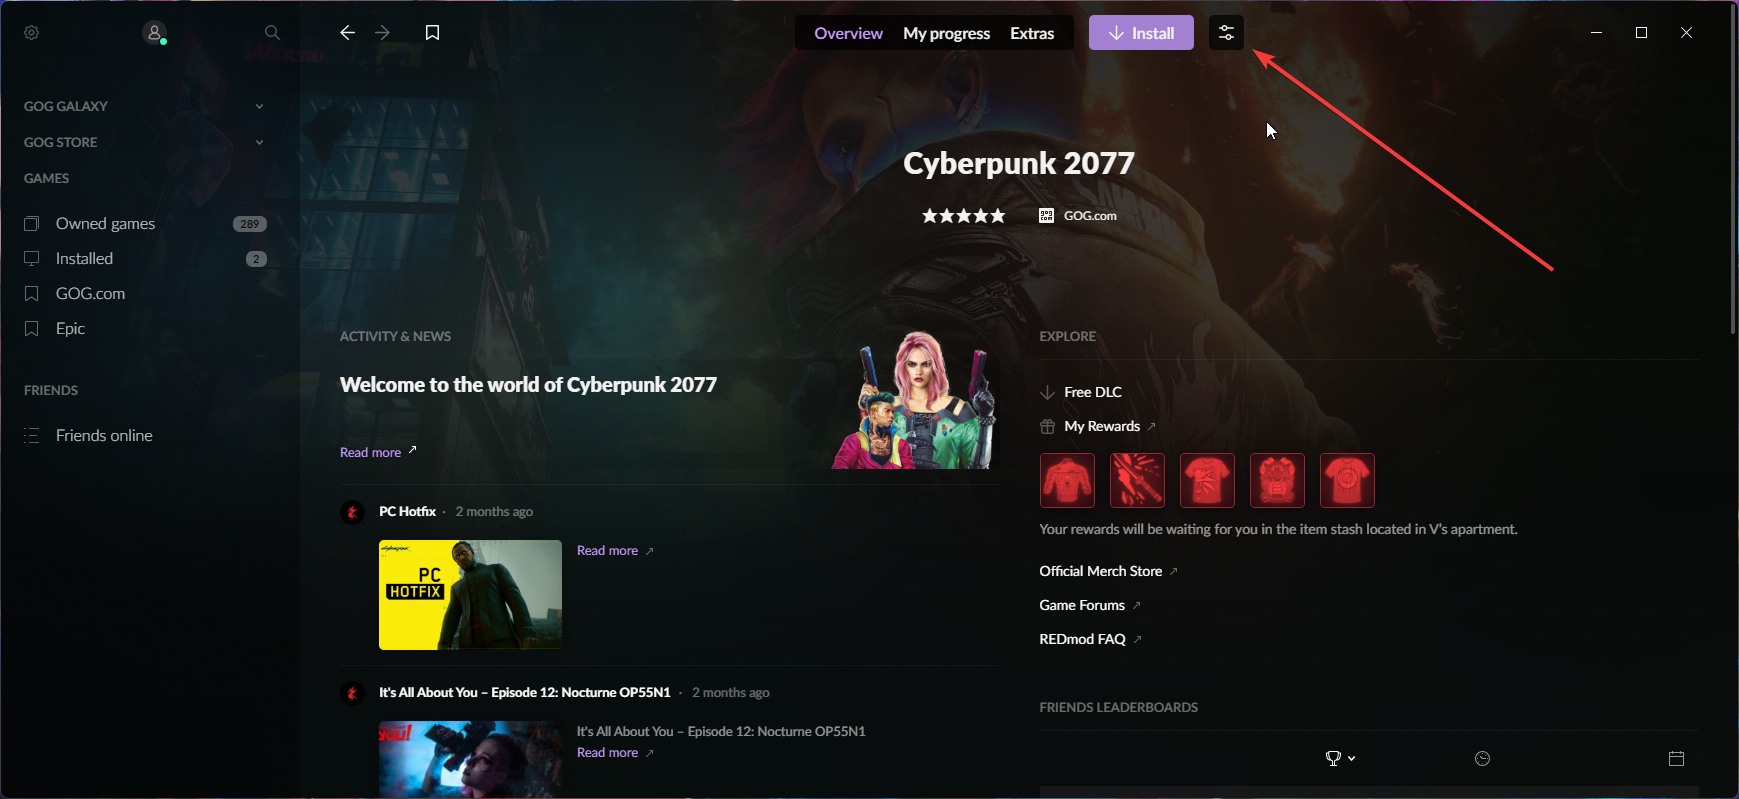 Overview My progress Extras Install
GOG GALAXY
GOG STORE
GAMES
Owned games 289
Installed 2
GOG.com
Epic
FRIENDS
Friends online
Cyberpunk 2077
GOG.com
ACTIVITY & NEWS
Welcome to the world of Cyberpunk 2077
Read more
PC Hotfix · 2 months ago
PC
HOTFIX
Read more
It's All About You – Episode 12: Nocturne OP55N1 · 2 months ago
you!
It's All About You – Episode 12: Nocturne OP55N1
Read more
EXPLORE
Free DLC
My Rewards
Your rewards will be waiting for you in the item stash located in V's apartment.
Official Merch Store
Game Forums
REDmod FAQ
FRIENDS LEADERBOARDS